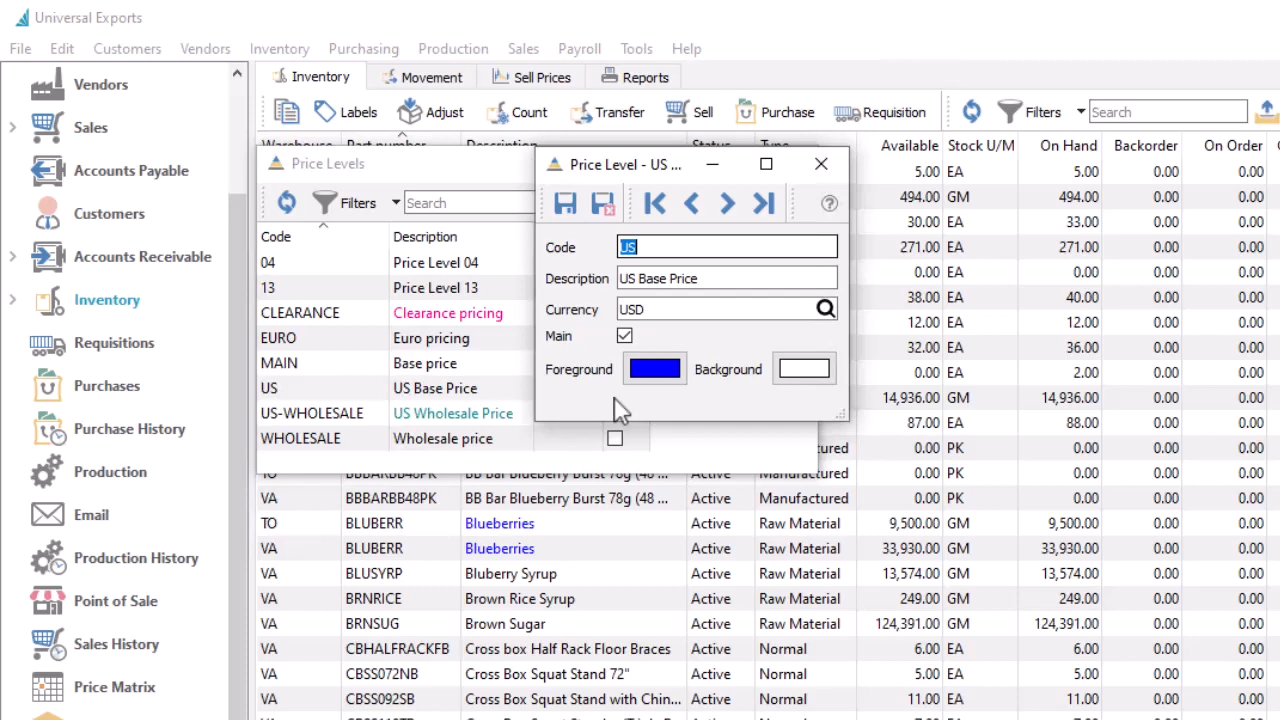 Universal Exports
File Edit Customers Vendors Inventory Purchasing Production Sales Payroll Tools Help
Vendors
Sales
Accounts Payable
Customers
Accounts Receivable
Inventory
Requisitions
Purchases
Purchase History
Production
Email
Production History
Point of Sale
Sales History
Price Matrix
Inventory Movement Sell Prices Reports
Labels Adjust Count Transfer Sell Purchase Requisition Filters Search
Warehouse Part number Description Status Type Available Stock U/M On Hand Backorder On Order
Price Levels
Filters Search
Code Description
04 Price Level 04
13 Price Level 13
CLEARANCE Clearance pricing
EURO Euro pricing
MAIN Base price
US US Base Price
US-WHOLESALE US Wholesale Price
WHOLESALE Wholesale price
Price Level - US ...
Code US
Description US Base Price
Currency USD
Main
Foreground Background
5.00 EA 5.00 0.00 0.00
494.00 GM 494.00 0.00 0.00
30.00 EA 33.00 0.00 0.00
271.00 EA 271.00 0.00 0.00
0.00 EA 0.00 0.00 0.00
38.00 EA 40.00 0.00 0.00
12.00 EA 12.00 0.00 0.00
32.00 EA 36.00 0.00 0.00
0.00 EA 2.00 0.00 0.00
14,936.00 GM 14,936.00 0.00 0.00
87.00 EA 88.00 0.00 0.00
0.00 PK 0.00 0.00 0.00
TO BBBARBB48PK BB Bar Blueberry Burst 78g (48 ... Active Manufactured 0.00 PK 0.00 0.00 0.00
VA BBBARBB48PK BB Bar Blueberry Burst 78g (48 ... Active Manufactured 0.00 PK 0.00 0.00 0.00
TO BLUBERR Blueberries Active Raw Material 9,500.00 GM 9,500.00 0.00 0.00
VA BLUBERR Blueberries Active Raw Material 33,930.00 GM 33,930.00 0.00 0.00
VA BLUSYRP Bluberry Syrup Active Raw Material 13,574.00 GM 13,574.00 0.00 0.00
VA BRNRICE Brown Rice Syrup Active Raw Material 249.00 GM 249.00 0.00 0.00
VA BRNSUG Brown Sugar Active Raw Material 124,391.00 GM 124,391.00 0.00 0.00
VA CBHALFRACKFB Cross box Half Rack Floor Braces Active Normal 6.00 EA 6.00 0.00 0.00
VA CBSS072NB Cross Box Squat Stand 72" Active Normal 5.00 EA 5.00 0.00 0.00
VA CBSS092SB Cross Box Squat Stand with Chin... Active Normal 11.00 EA 11.00 0.00 0.00